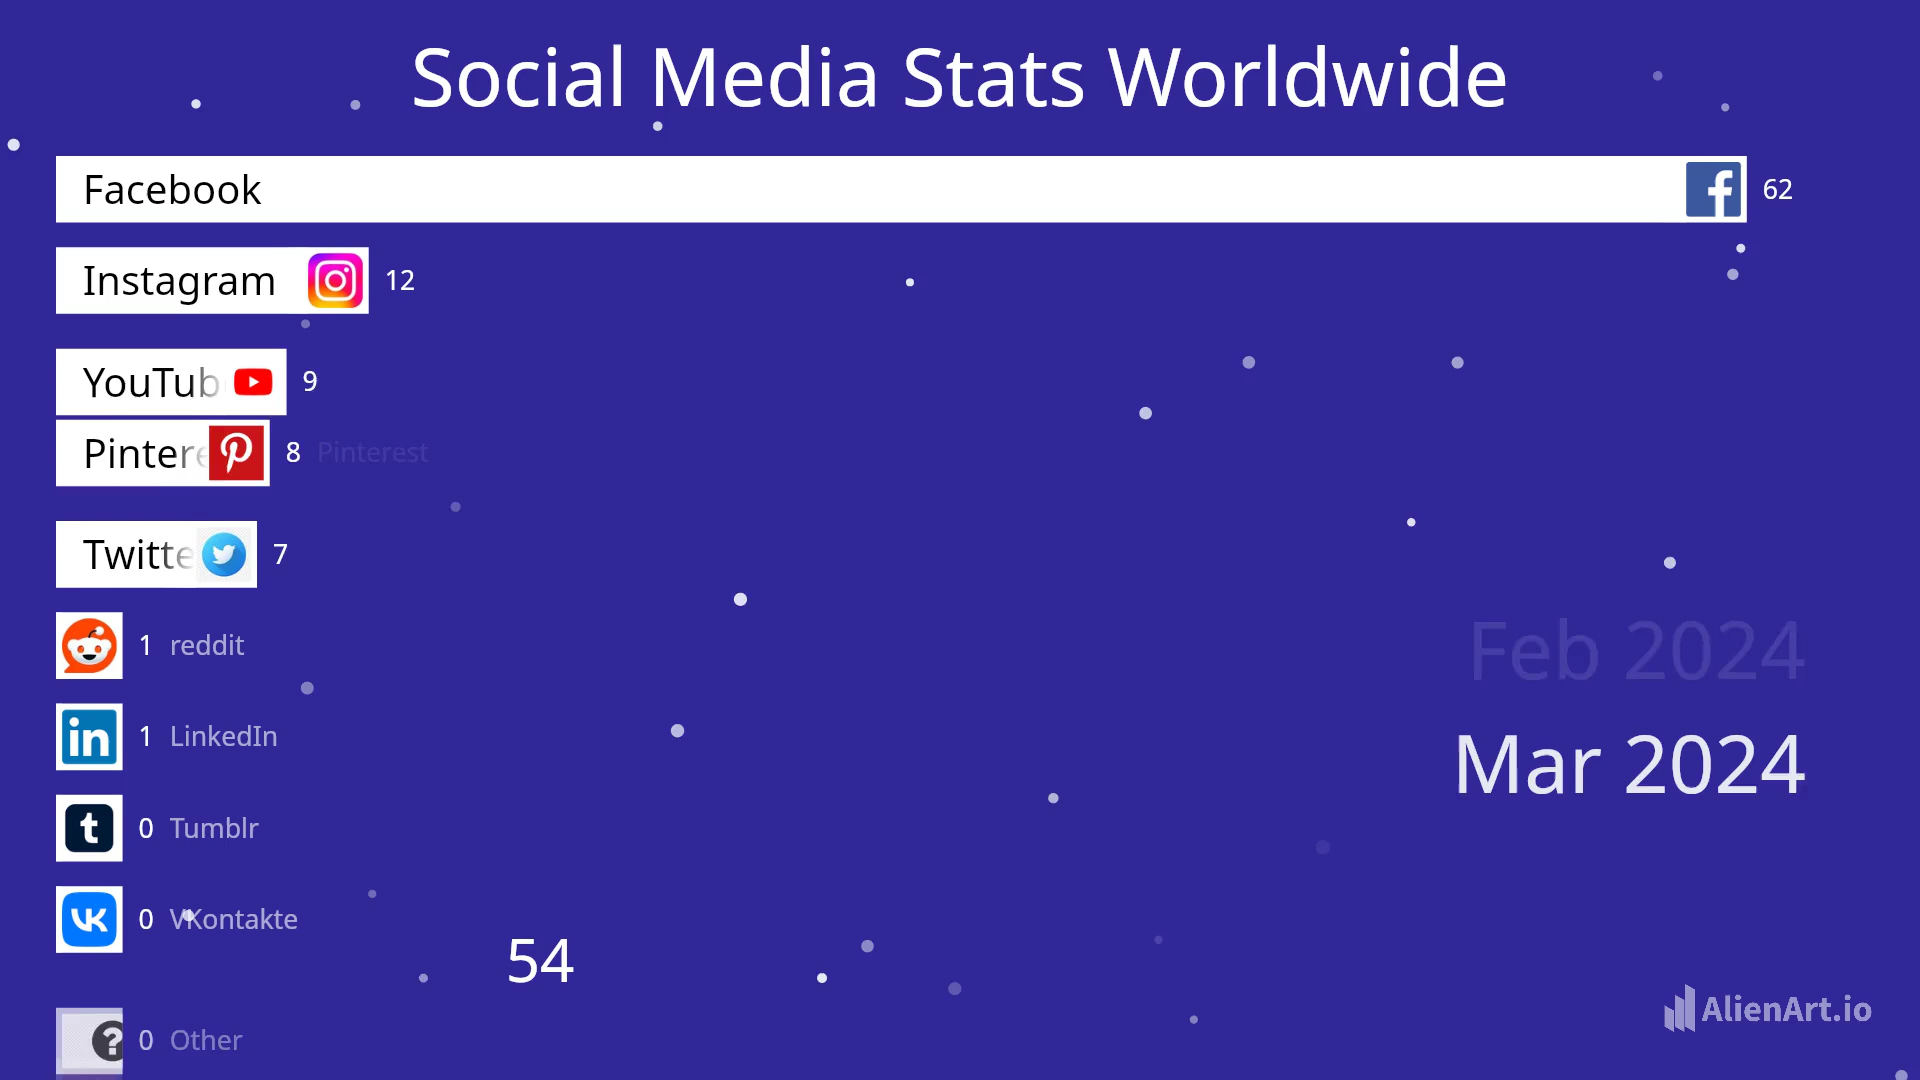 Social Media Stats Worldwide
Facebook 62
Instagram 12
YouTub 9
Pintere 8 Pinterest
Twitte 7
1 reddit
in 1 LinkedIn
t 0 Tumblr
0 VKontakte
54
? 0 Other
Feb 2024
Mar 2024
AlienArt.io